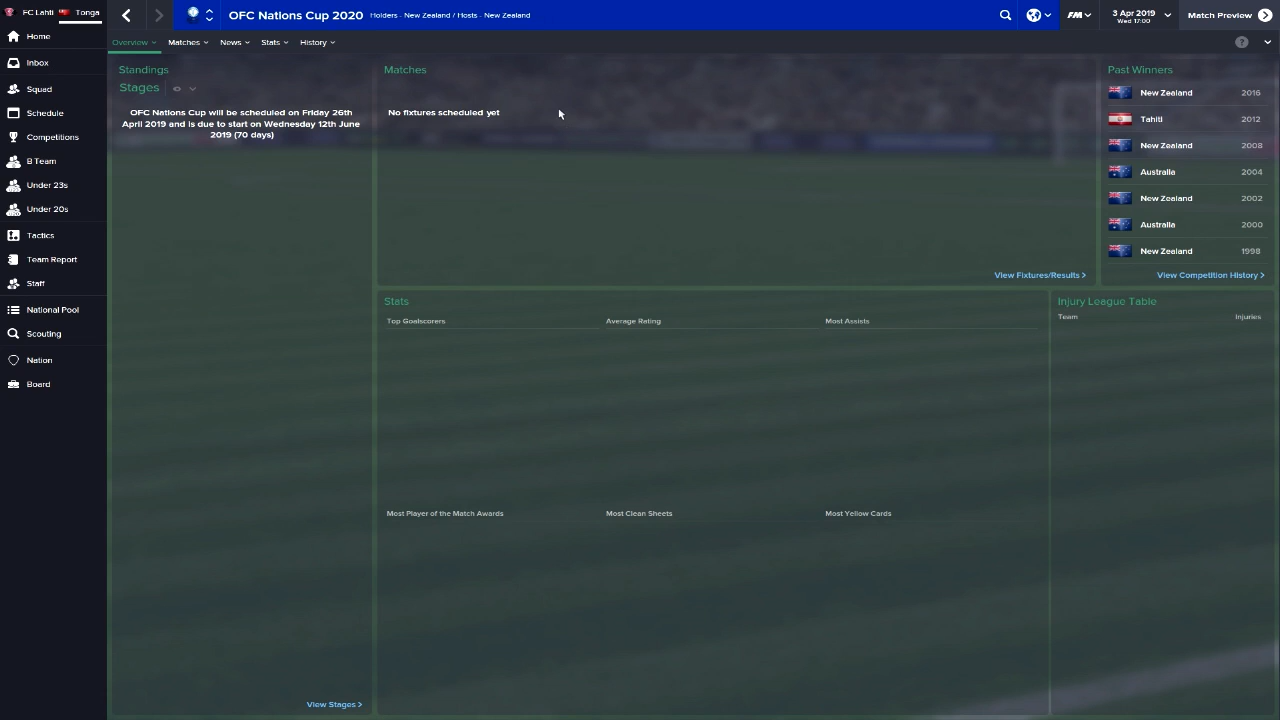 FC Lahti Tonga
OFC Nations Cup 2020 Holders - New Zealand / Hosts - New Zealand
FM
3 Apr 2019
Wed 17:00
Match Preview
Home
Inbox
Squad
Schedule
Competitions
B Team
Under 23s
Under 20s
Tactics
Team Report
Staff
National Pool
Scouting
Nation
Board
Overview Matches News Stats History
?
Standings
Stages
OFC Nations Cup will be scheduled on Friday 26th
April 2019 and is due to start on Wednesday 12th June
2019 (70 days)
View Stages >
Matches
No fixtures scheduled yet
View Fixtures/Results >
Past Winners
New Zealand 2016
Tahiti 2012
New Zealand 2008
Australia 2004
New Zealand 2002
Australia 2000
New Zealand 1998
View Competition History >
Stats
Top Goalscorers Average Rating Most Assists
Most Player of the Match Awards Most Clean Sheets Most Yellow Cards
Injury League Table
Team Injuries